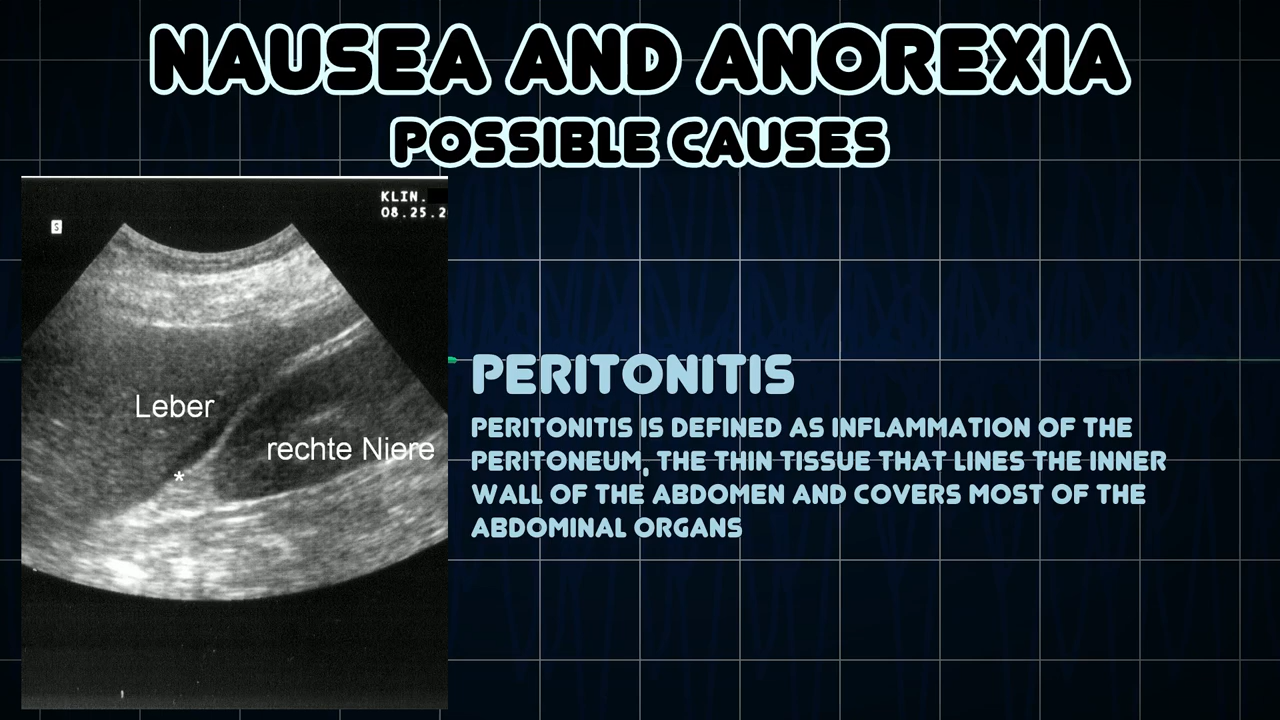 NAUSEA AND ANOREXIA
POSSIBLE CAUSES
KLIN.
08.25.2
S
Leber
rechte Niere
*
PERITONITIS
PERITONITIS IS DEFINED AS INFLAMMATION OF THE
PERITONEUM, THE THIN TISSUE THAT LINES THE INNER
WALL OF THE ABDOMEN AND COVERS MOST OF THE
ABDOMINAL ORGANS